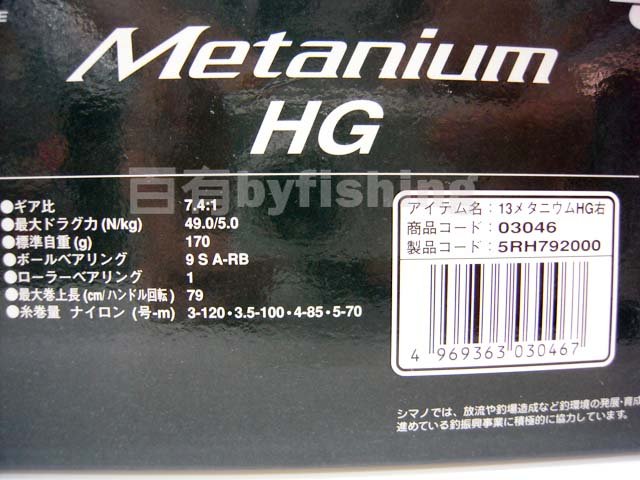 Metanium
HG
日有byfishing
●ギア比 7.4:1
●最大ドラグ力(N/kg) 49.0/5.0
●標準自重(g) 170
●ボールベアリング 9 S A-RB
●ローラーベアリング 1
●最大巻上長(cm/ハンドル回転) 79
●糸巻量 ナイロン(号-m) 3-120・3.5-100・4-85・5-70
アイテム名:13メタニウムHG右
商品コード:03046
製品コード:5RH792000
4 969363 030467
シマノでは、放流や釣場造成など釣環境の発展・育成
進めている釣振興事業に積極的に協力しています。